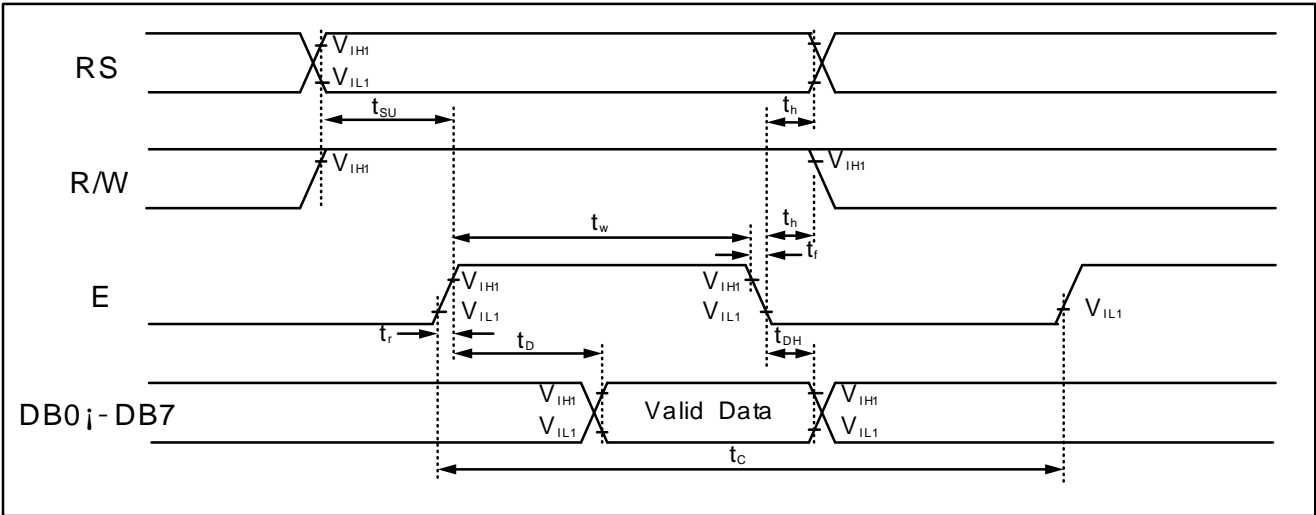 RS
VIH1
VIL1
tSU
th
R/W
VIH1
VIH1
tw
th
tf
E
VIH1
VIH1
VIL1
VIL1
VIL1
tr
tD
tDH
DB0¡-DB7
VIH1
Valid Data
VIH1
VIL1
VIL1
tC